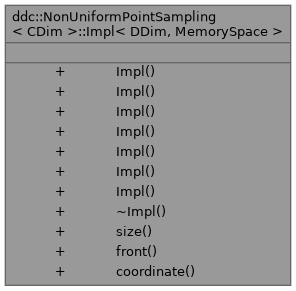 ddc::NonUniformPointSampling
< CDim >::Impl< DDim, MemorySpace >
+ Impl()
+ Impl()
+ Impl()
+ Impl()
+ Impl()
+ Impl()
+ Impl()
+ ~Impl()
+ size()
+ front()
+ coordinate()